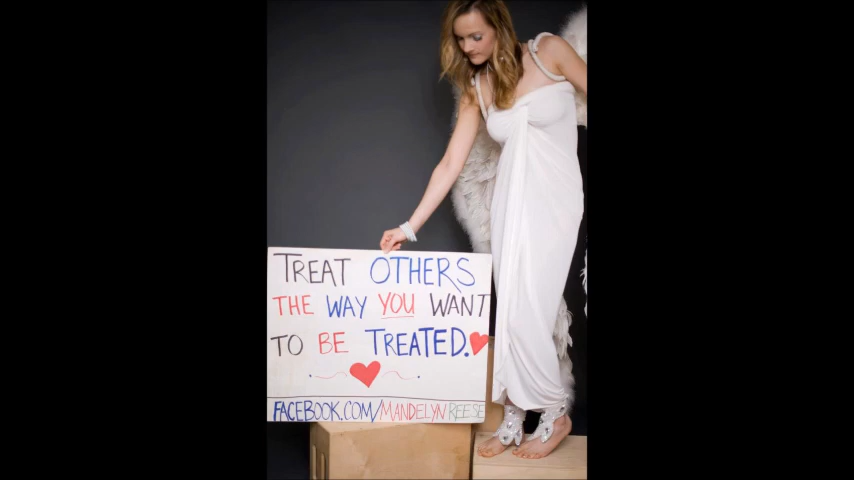 TREAT OTHERS
THE WAY YOU WANT
TO BE TREATED.
FACEBOOK.COM/MANDELYNREESE